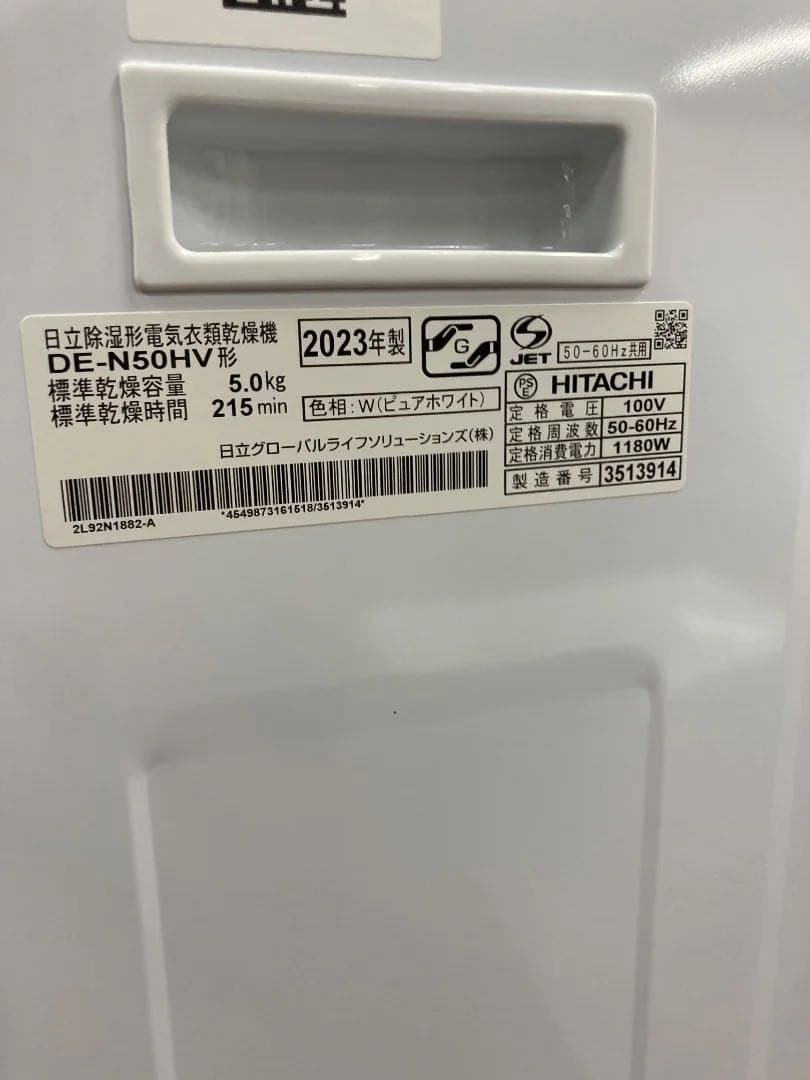 日立除湿形電気衣類乾燥機
DE-N50HV形
標準乾燥容量 5.0kg
標準乾燥時間 215min
2023年製
色相:W(ピュアホワイト)
日立グローバルライフソリューションズ(株)
2L92N1882-A
*4549873161518/3513914*
G
S
JET
50-60Hz共用
PS
E
HITACHI
定格電圧 100V
定格周波数 50-60Hz
定格消費電力 1180W
製造番号 3513914